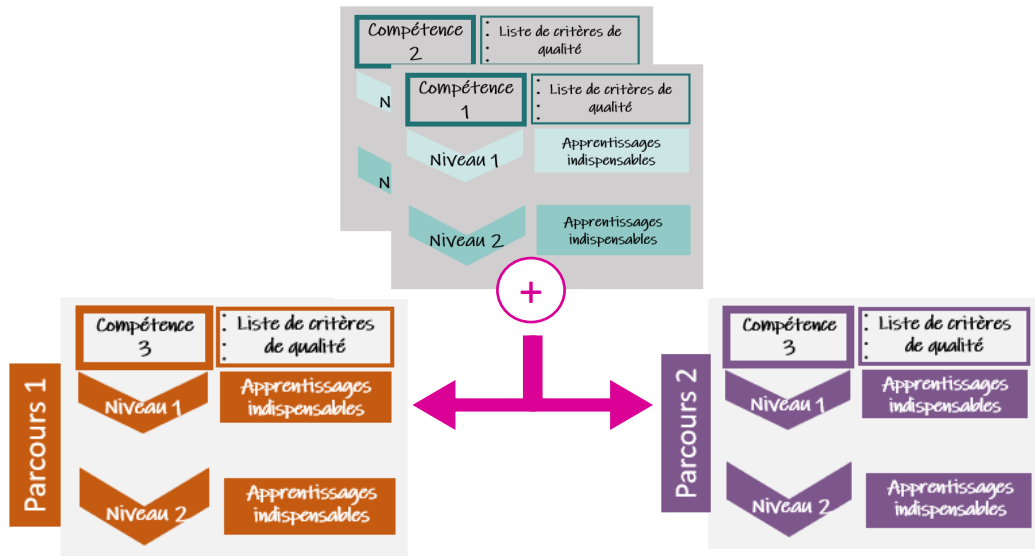 Compétence
2
Liste de critères de
qualité
N
N
Compétence
1
Liste de critères de
qualité
Niveau 1
Apprentissages
indispensables
Niveau 2
Apprentissages
indispensables
+
Parcours 1
Compétence
3
Liste de critères
de qualité
Niveau 1
Apprentissages
indispensables
Niveau 2
Apprentissages
indispensables
Parcours 2
Compétence
3
Liste de critères
de qualité
Niveau 1
Apprentissages
indispensables
Niveau 2
Apprentissages
indispensables